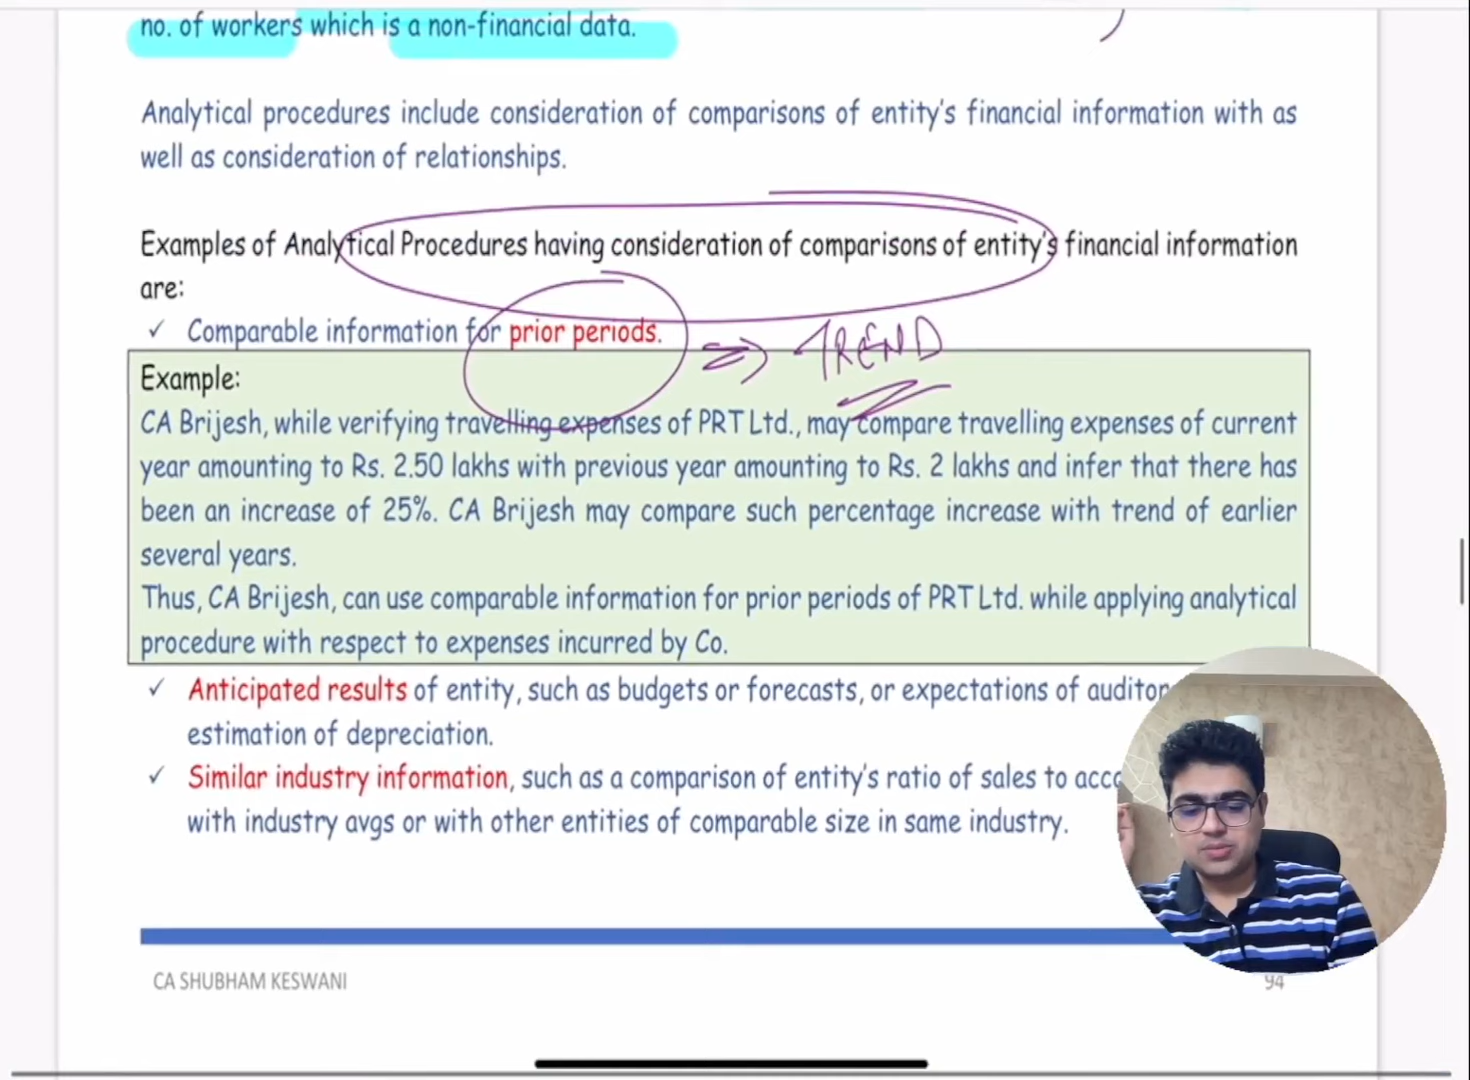 no. of workers which is a non-financial data.
Analytical procedures include consideration of comparisons of entity's financial information with as
well as consideration of relationships.
Examples of Analytical Procedures having consideration of comparisons of entity's financial information
are:
✓ Comparable information for prior periods. ⇒ TREND
Example:
CA Brijesh, while verifying travelling expenses of PRT Ltd., may compare travelling expenses of current
year amounting to Rs. 2.50 lakhs with previous year amounting to Rs. 2 lakhs and infer that there has
been an increase of 25%. CA Brijesh may compare such percentage increase with trend of earlier
several years.
Thus, CA Brijesh, can use comparable information for prior periods of PRT Ltd. while applying analytical
procedure with respect to expenses incurred by Co.
✓ Anticipated results of entity, such as budgets or forecasts, or expectations of auditor
estimation of depreciation.
✓ Similar industry information, such as a comparison of entity's ratio of sales to
with industry avgs or with other entities of comparable size in same industry.
CA SHUBHAM KESWANI
94